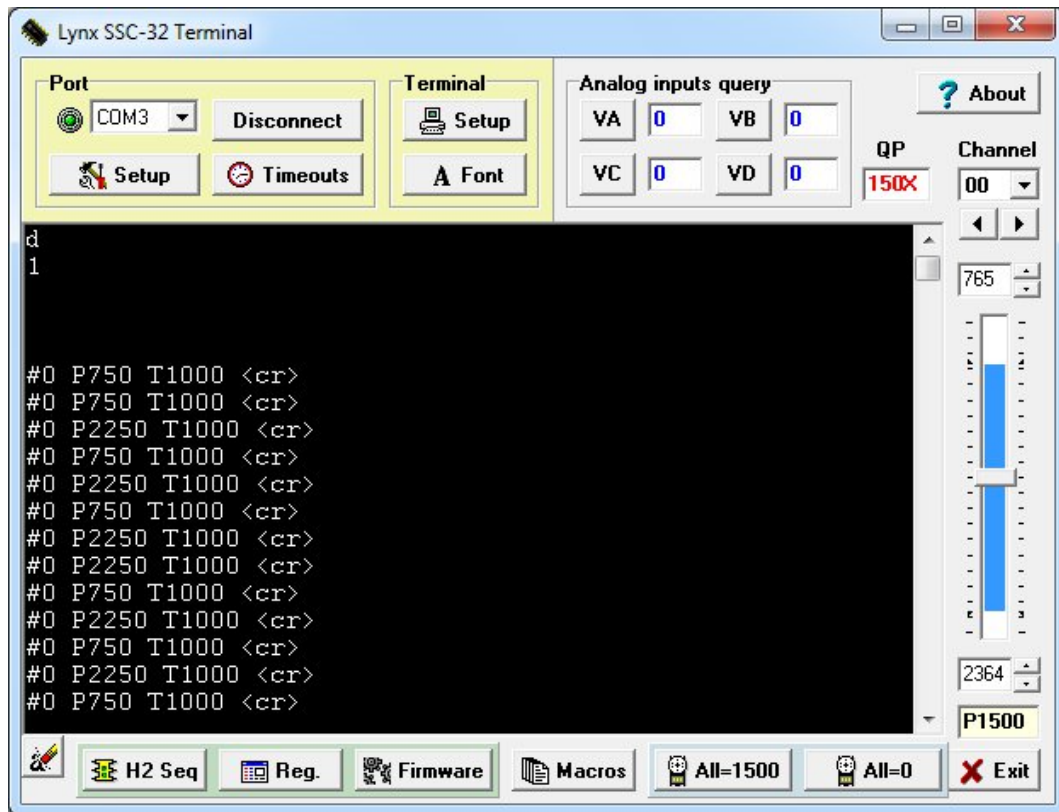 Lynx SSC-32 Terminal
Port
COM3
Disconnect
Setup
Timeouts
Terminal
Setup
A Font
Analog inputs query
VA 0 VB 0
VC 0 VD 0
? About
QP
150X
Channel
00
765
d
1
#0 P750 T1000 <cr>
#0 P750 T1000 <cr>
#0 P2250 T1000 <cr>
#0 P750 T1000 <cr>
#0 P2250 T1000 <cr>
#0 P750 T1000 <cr>
#0 P2250 T1000 <cr>
#0 P2250 T1000 <cr>
#0 P750 T1000 <cr>
#0 P2250 T1000 <cr>
#0 P750 T1000 <cr>
#0 P2250 T1000 <cr>
#0 P750 T1000 <cr>
2364
P1500
H2 Seq
Reg.
Firmware
Macros
All=1500
All=0
Exit